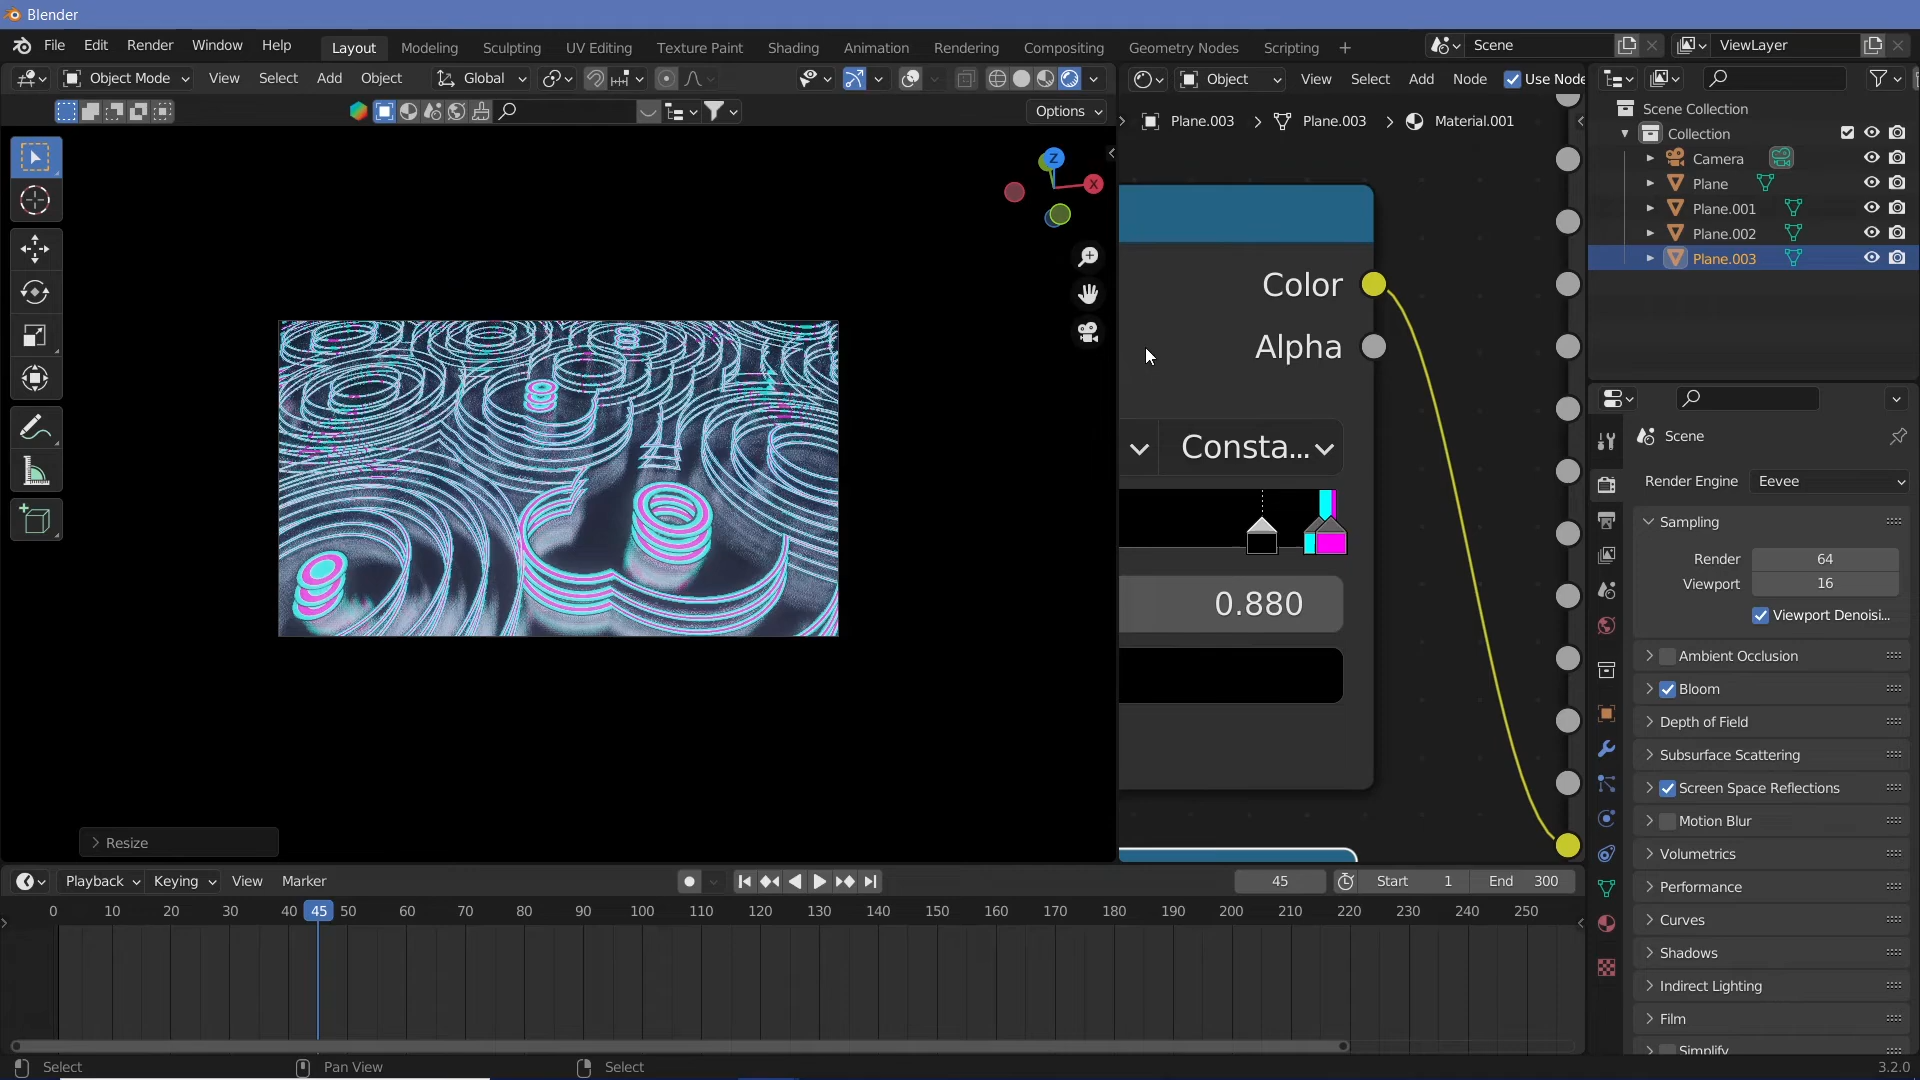 Blender
File Edit Render Window Help Layout Modeling Sculpting UV Editing Texture Paint Shading Animation Rendering Compositing Geometry Nodes Scripting + Scene ViewLayer
Object Mode View Select Add Object Global Object View Select Add Node Use Node
Options
Plane.003 > Plane.003 > Material.001
Scene Collection
Collection
Camera
Plane
Plane.001
Plane.002
Plane.003
Z
X
Color
Alpha
Consta...
0.880
Scene
Render Engine Eevee
Sampling
Render 64
Viewport 16
Viewport Denoisi...
Ambient Occlusion
Bloom
Depth of Field
Subsurface Scattering
Screen Space Reflections
Motion Blur
Volumetrics
Performance
Curves
Shadows
Indirect Lighting
Film
Simplify
Resize
Playback Keying View Marker 45 Start 1 End 300
0 10 20 30 40 45 50 60 70 80 90 100 110 120 130 140 150 160 170 180 190 200 210 220 230 240 250
Select Pan View Select 3.2.0